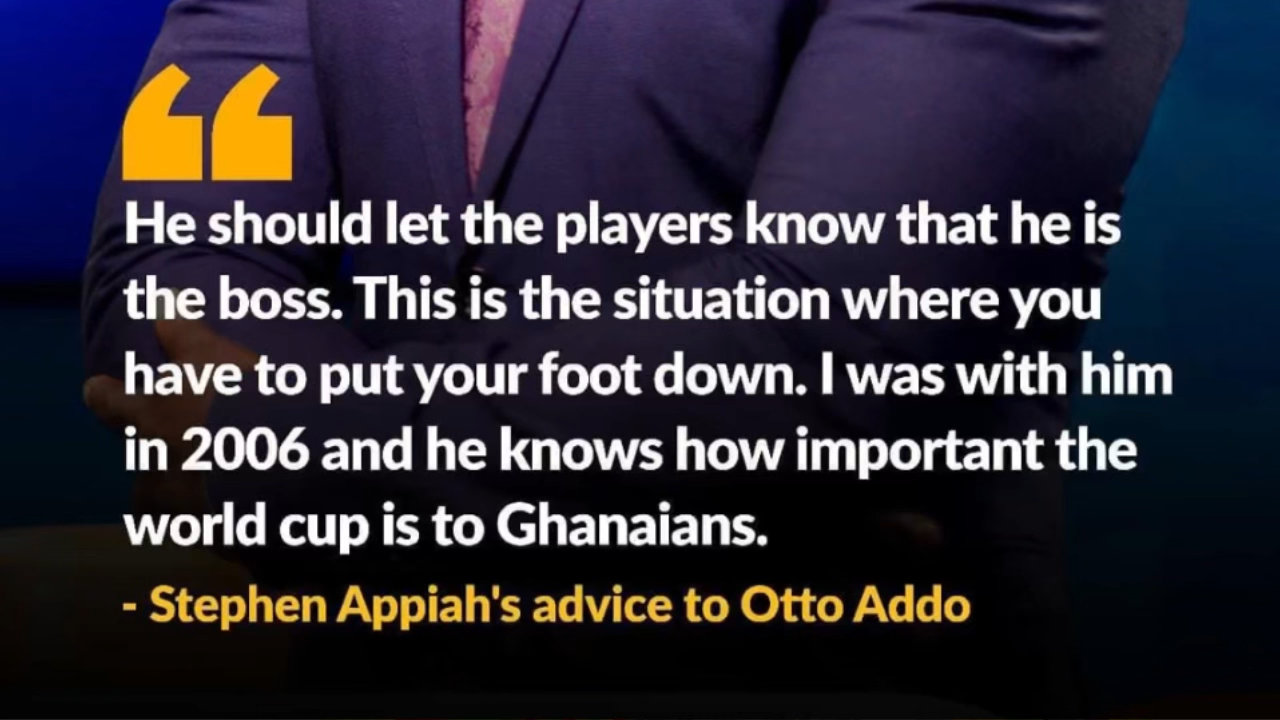 “
He should let the players know that he is
the boss. This is the situation where you
have to put your foot down. I was with him
in 2006 and he knows how important the
world cup is to Ghanaians.
- Stephen Appiah's advice to Otto Addo